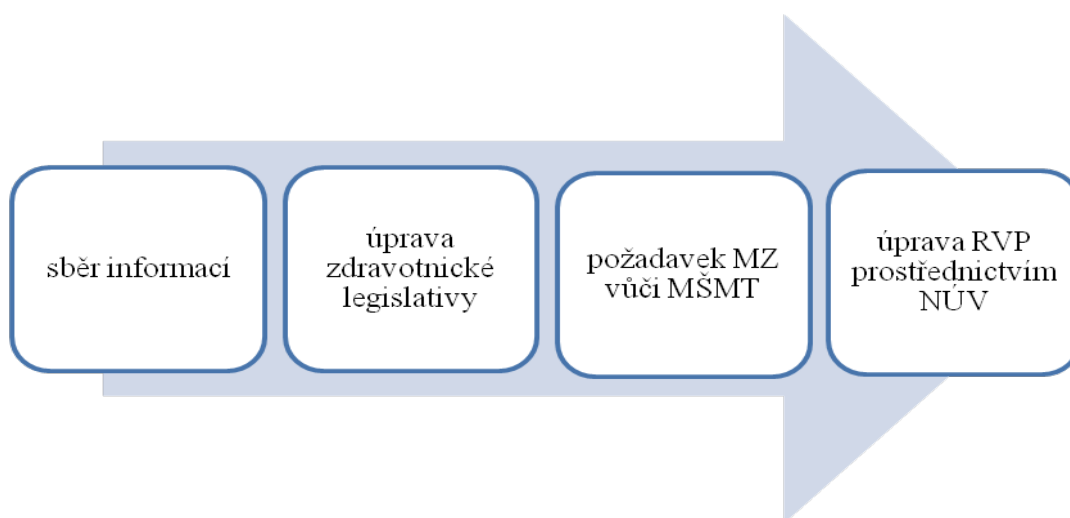 sběr informací
úprava
zdravotnické
legislativy
požadavek MZ
vůči MŠMT
úprava RVP
prostřednictvím
NÚV